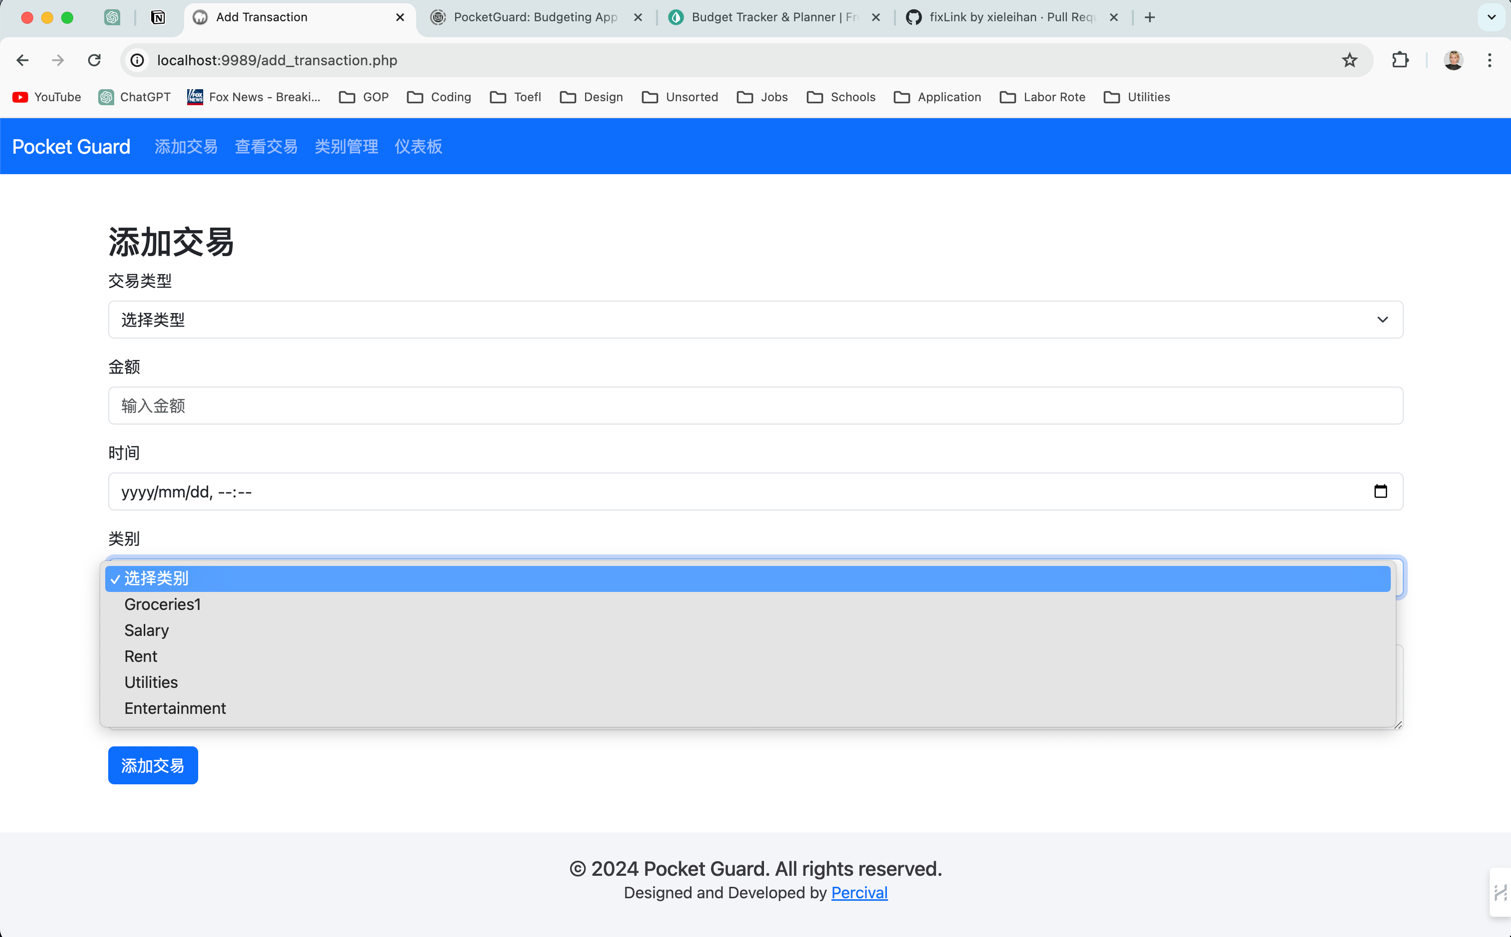 Add Transaction
PocketGuard: Budgeting App
Budget Tracker & Planner | Fr
fixLink by xieleihan · Pull Requ
localhost:9989/add_transaction.php
YouTube
ChatGPT
Fox News - Breaki...
GOP
Coding
Toefl
Design
Unsorted
Jobs
Schools
Application
Labor Rote
Utilities
Pocket Guard
添加交易
查看交易
类别管理
仪表板
添加交易
交易类型
选择类型
金额
输入金额
时间
yyyy/mm/dd, --:--
类别
✓ 选择类别
Groceries1
Salary
Rent
Utilities
Entertainment
添加交易
© 2024 Pocket Guard. All rights reserved.
Designed and Developed by Percival